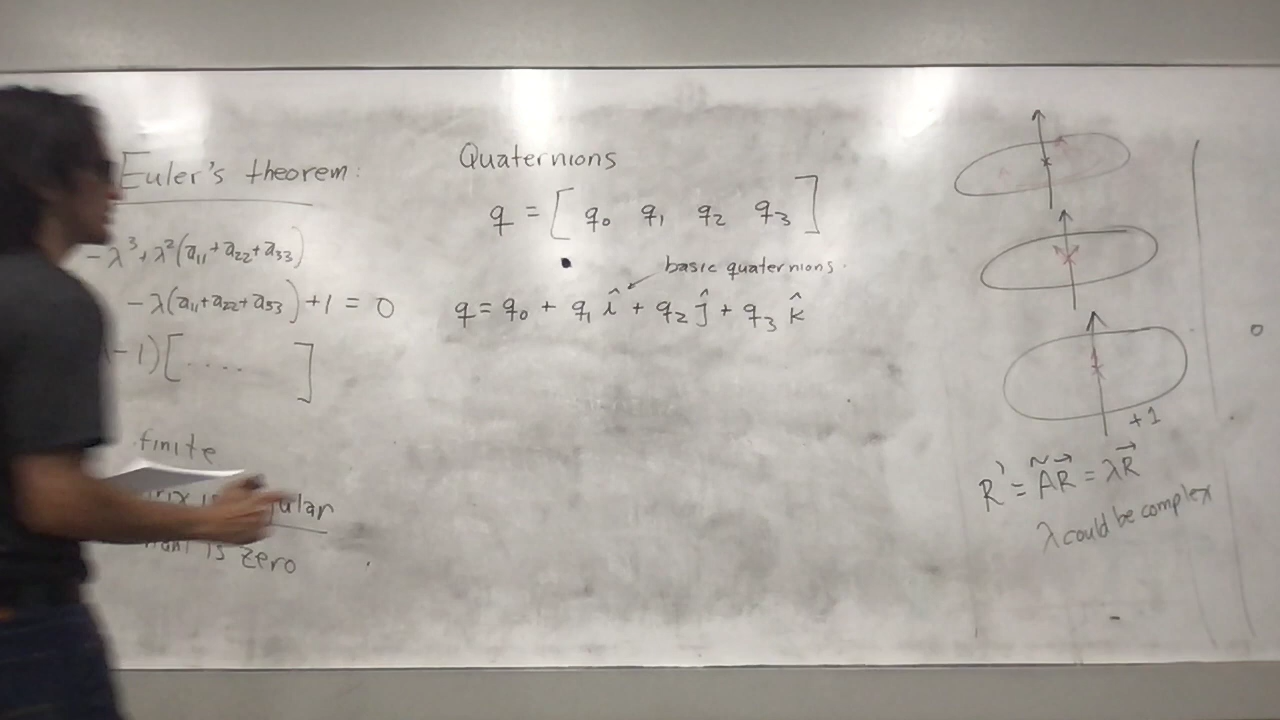 Euler's theorem:
-λ³ + λ²(a₁₁+a₂₂+a₃₃)
-λ(a₁₁+a₂₂+a₃₃)+1 = 0
-1)[.... ]
finite
ular
is zero
Quaternions
q = [ q₀ q₁ q₂ q₃ ]
basic quaternions.
q = q₀ + q₁ î + q₂ ĵ + q₃ k̂
+1
R' = ÃR⃗ = λR⃗
λ could be complex